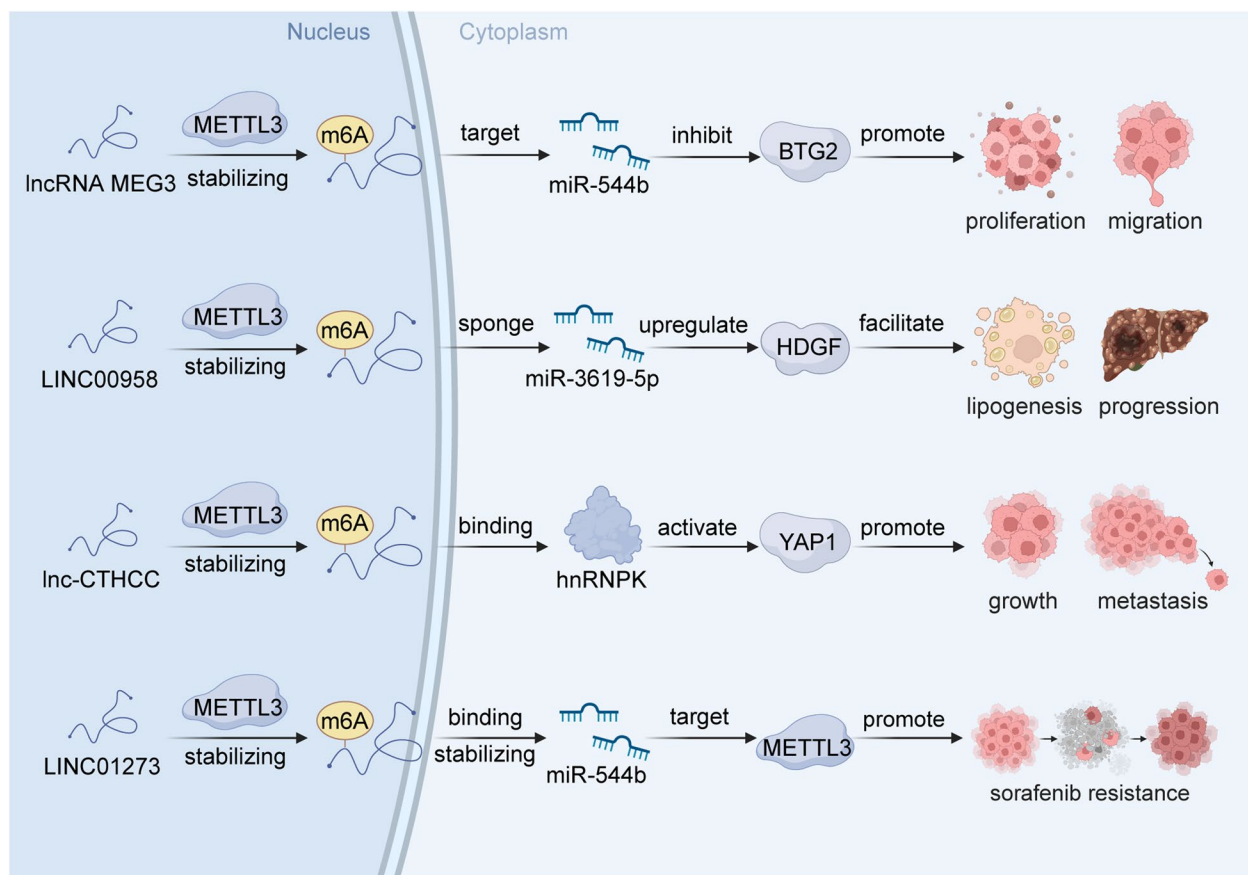 Nucleus
Cytoplasm
METTL3
m6A
target
inhibit
BTG2
promote
lncRNA MEG3
stabilizing
miR-544b
proliferation
migration
METTL3
m6A
sponge
upregulate
HDGF
facilitate
LINC00958
stabilizing
miR-3619-5p
lipogenesis
progression
METTL3
m6A
binding
activate
YAP1
promote
lnc-CTHCC
stabilizing
hnRNPK
growth
metastasis
METTL3
m6A
binding
stabilizing
target
METTL3
promote
LINC01273
stabilizing
miR-544b
sorafenib resistance